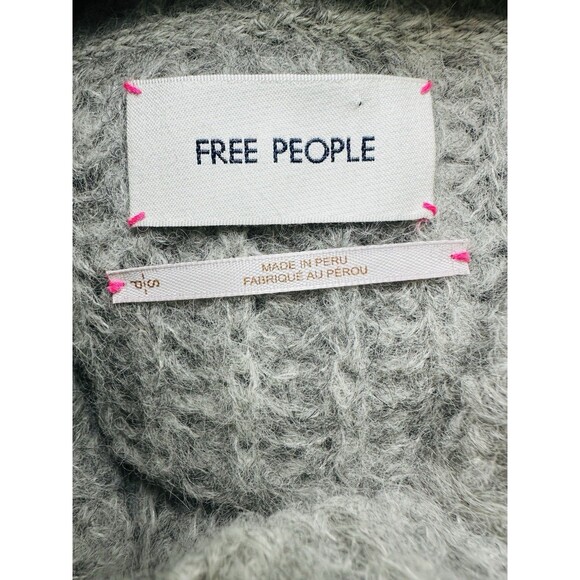 FREE PEOPLE
MADE IN PERU
FABRIQUÉ AU PÉROU
S
P